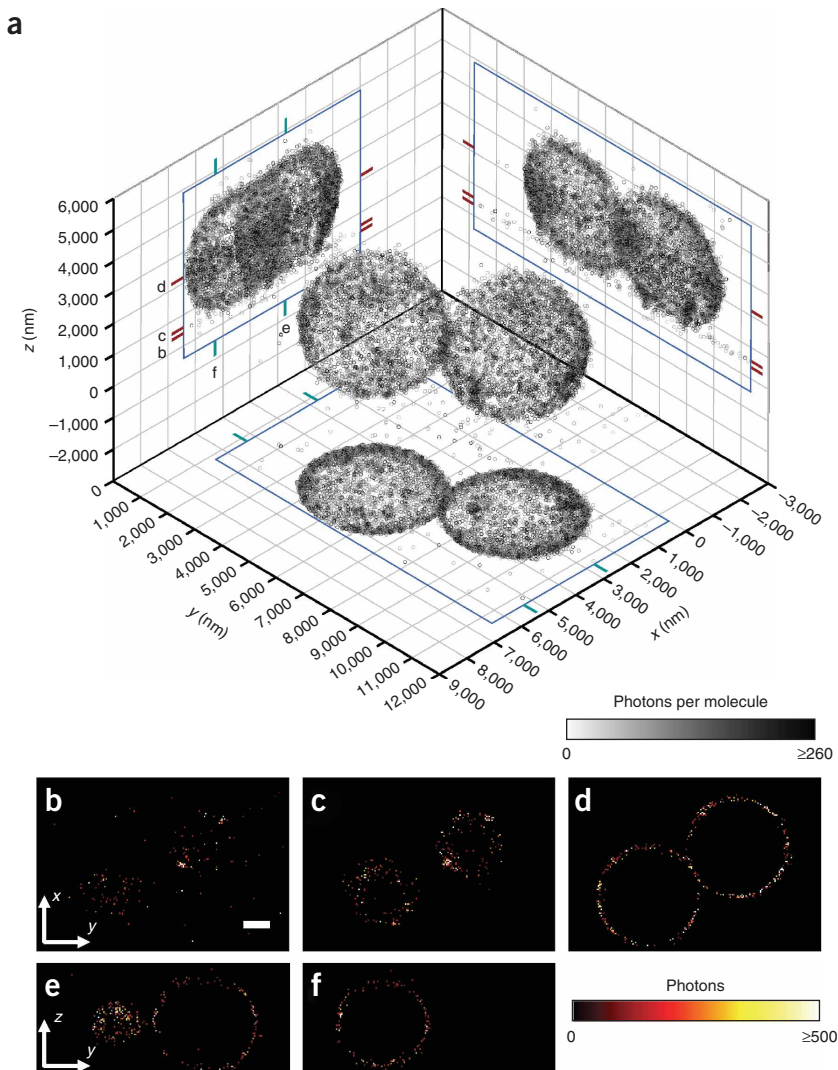 a
6,000
5,000
4,000
3,000
2,000
1,000
0
−1,000
−2,000
z (nm)
d
c
b
e
f
0
1,000
2,000
3,000
4,000
5,000
6,000
7,000
8,000
9,000
10,000
11,000
12,000
y (nm)
−3,000
−2,000
−1,000
0
1,000
2,000
3,000
4,000
5,000
6,000
7,000
8,000
9,000
x (nm)
Photons per molecule
0 ≥260
b c d
x
y
e f
z
y
Photons
0 ≥500